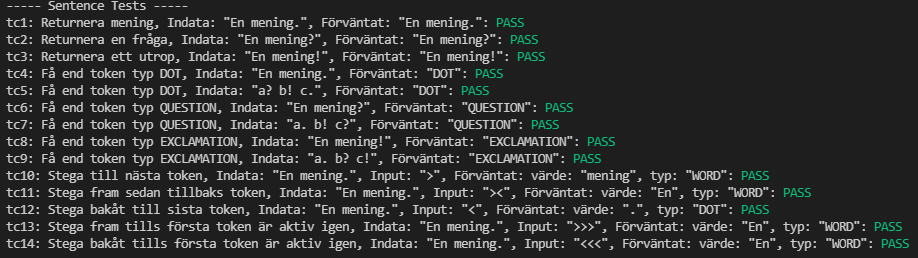 ----- Sentence Tests -----
tc1: Returnera mening, Indata: "En mening.", Förväntat: "En mening.": PASS
tc2: Returnera en fråga, Indata: "En mening?", Förväntat: "En mening?": PASS
tc3: Returnera ett utrop, Indata: "En mening!", Förväntat: "En mening!": PASS
tc4: Få end token typ DOT, Indata: "En mening.", Förväntat: "DOT": PASS
tc5: Få end token typ DOT, Indata: "a? b! c.", Förväntat: "DOT": PASS
tc6: Få end token typ QUESTION, Indata: "En mening?", Förväntat: "QUESTION": PASS
tc7: Få end token typ QUESTION, Indata: "a. b! c?", Förväntat: "QUESTION": PASS
tc8: Få end token typ EXCLAMATION, Indata: "En mening!", Förväntat: "EXCLAMATION": PASS
tc9: Få end token typ EXCLAMATION, Indata: "a. b? c!", Förväntat: "EXCLAMATION": PASS
tc10: Stega till nästa token, Indata: "En mening.", Input: ">", Förväntat: värde: "mening", typ: "WORD": PASS
tc11: Stega fram sedan tillbaks token, Indata: "En mening.", Input: "><", Förväntat: värde: "En", typ: "WORD": PASS
tc12: Stega bakåt till sista token, Indata: "En mening.", Input: "<", Förväntat: värde: ".", typ: "DOT": PASS
tc13: Stega fram tills första token är aktiv igen, Indata: "En mening.", Input: ">>>", Förväntat: värde: "En", typ: "WORD": PASS
tc14: Stega bakåt tills första token är aktiv igen, Indata: "En mening.", Input: "<<<", Förväntat: värde: "En", typ: "WORD": PASS